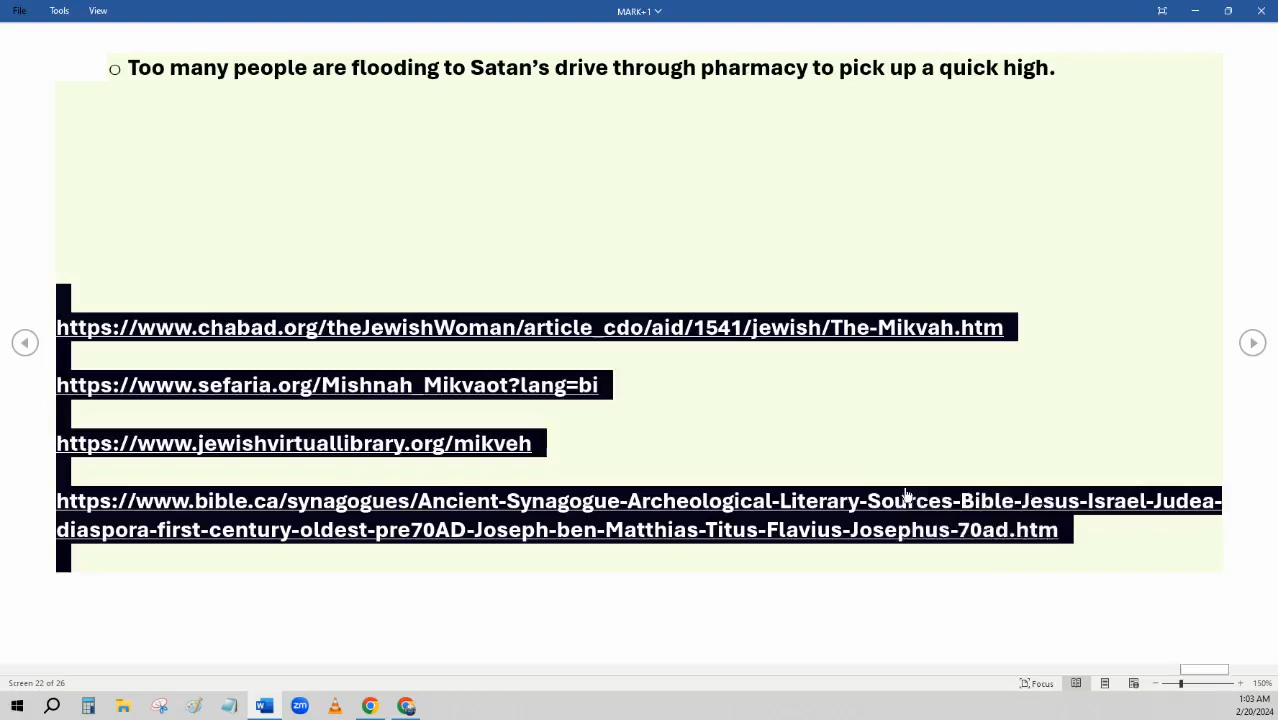 File Tools View MARK+1
o Too many people are flooding to Satan’s drive through pharmacy to pick up a quick high.
https://www.chabad.org/theJewishWoman/article_cdo/aid/1541/jewish/The-Mikvah.htm
https://www.sefaria.org/Mishnah_Mikvaot?lang=bi
https://www.jewishvirtuallibrary.org/mikveh
https://www.bible.ca/synagogues/Ancient-Synagogue-Archeological-Literary-Sources-Bible-Jesus-Israel-Judea-
diaspora-first-century-oldest-pre70AD-Joseph-ben-Matthias-Titus-Flavius-Josephus-70ad.htm
Screen 22 of 26 Focus 150%
zm
1:03 AM
2/20/2024